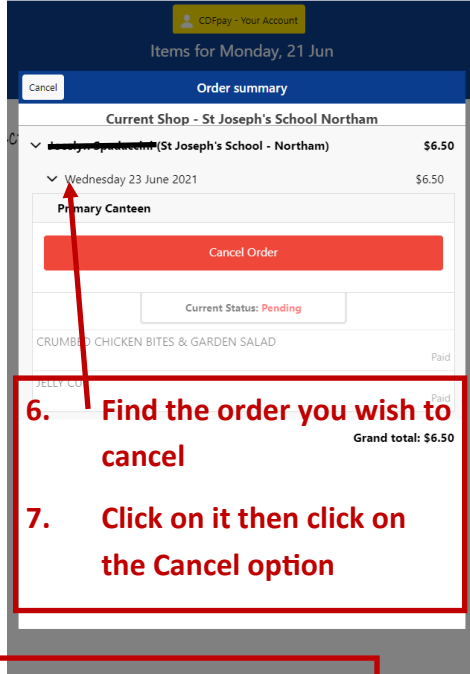 CDFpay - Your Account
Items for Monday, 21 Jun
Cancel
Order summary
Current Shop - St Joseph's School Northam
(St Joseph's School - Northam) $6.50
Wednesday 23 June 2021 $6.50
Primary Canteen
Cancel Order
Current Status: Pending
CRUMBED CHICKEN BITES & GARDEN SALAD
Paid
JELLY
Paid
6. Find the order you wish to
cancel
Grand total: $6.50
7. Click on it then click on
the Cancel option